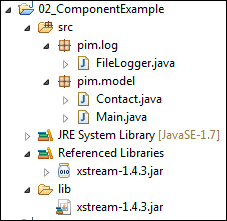 02_ComponentExample
src
pim.log
FileLogger.java
pim.model
Contact.java
Main.java
JRE System Library [JavaSE-1.7]
Referenced Libraries
xstream-1.4.3.jar
lib
xstream-1.4.3.jar